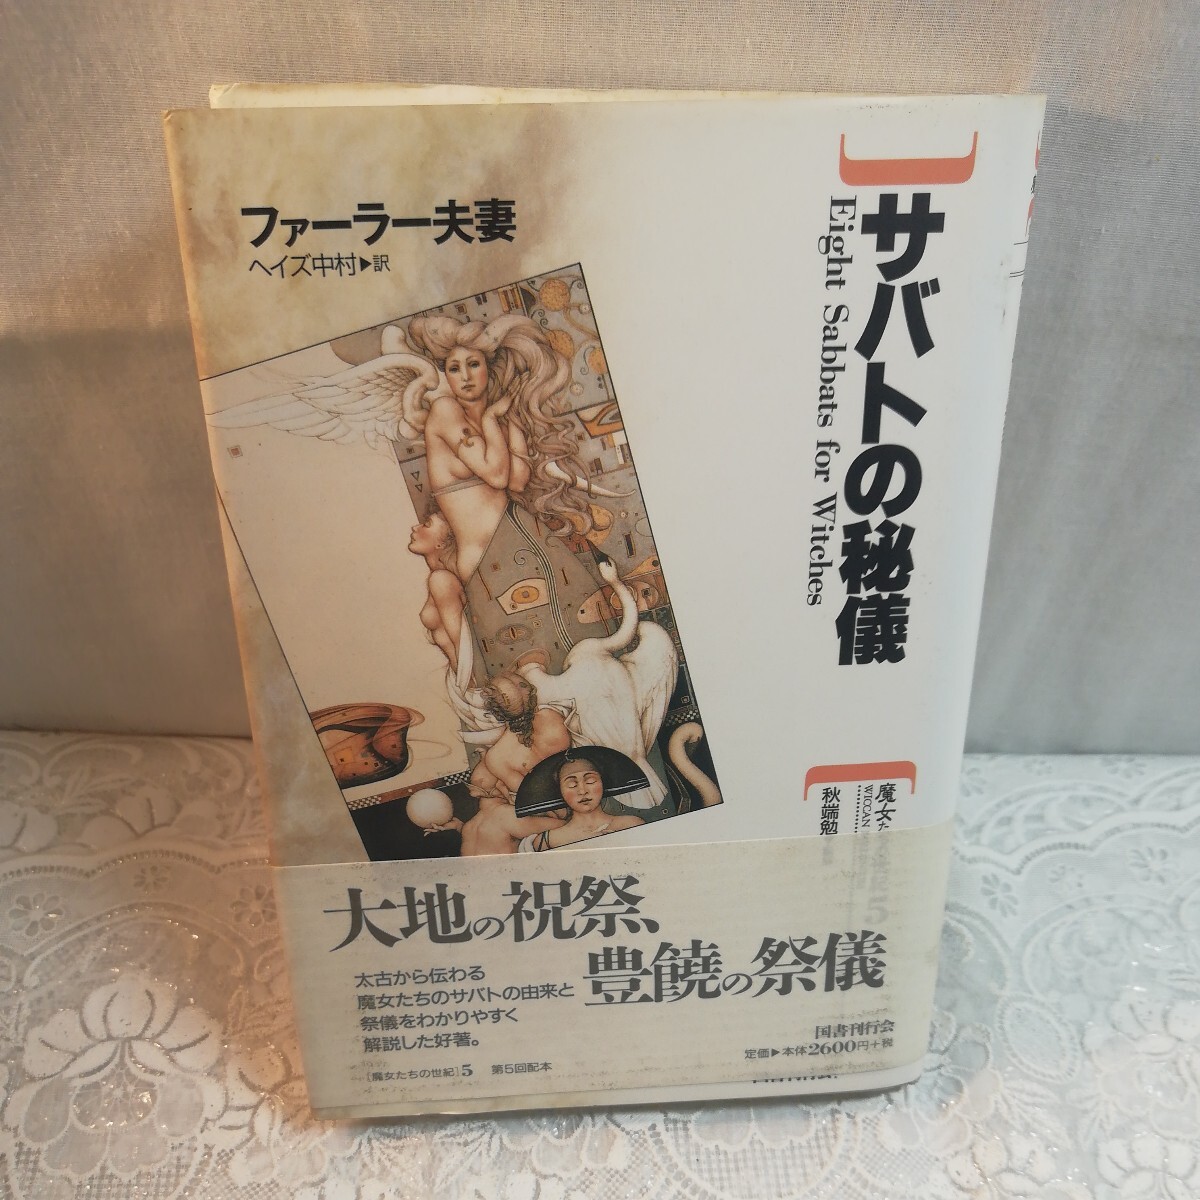 サバトの秘儀
Eight Sabbats for Witches
ファーラー夫妻
ヘイズ中村▶訳
魔女た
WICCAN
秋端勉
5
大地の祝祭、
豊饒の祭儀
太古から伝わる
魔女たちのサバトの由来と
祭儀をわかりやすく
解説した好著。
[魔女たちの世紀]5 第5回配本
国書刊行会
定価▶本体2600円+税